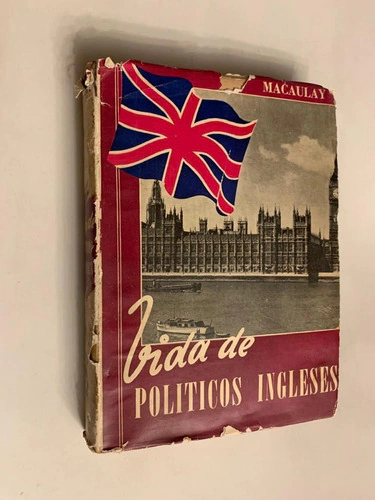 MACAULAY
Vida de
POLITICOS INGLESES